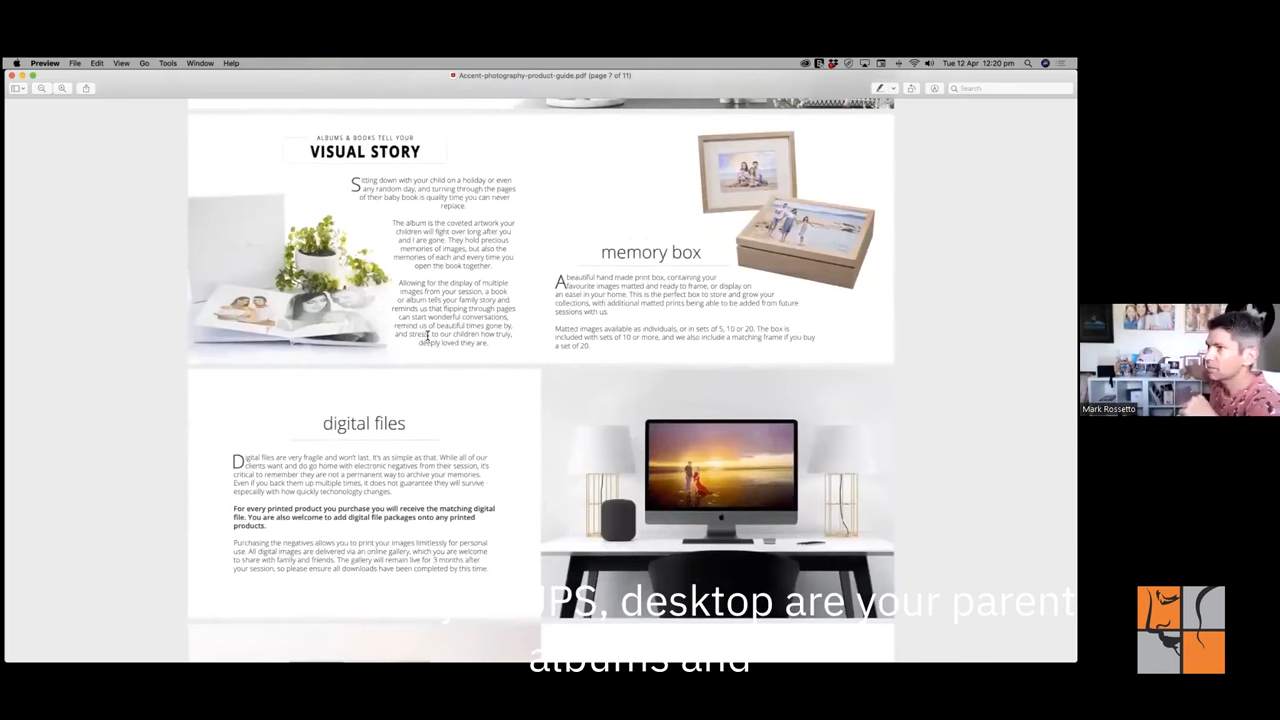 Preview File Edit View Go Tools Window Help
Tue 12 Apr 12:20 pm
Accent-photography-product-guide.pdf (page 7 of 11)
Search
ALBUMS & BOOKS TELL YOUR
VISUAL STORY
Sitting down with your child on a holiday or even
any random day, and turning through the pages
of their baby book is quality time you can never
replace.
The album is the coveted artwork your
children will fight over long after you
and I are gone. They hold precious
memories of images, but also the
memories of each and every time you
open the book together.
Allowing for the display of multiple
images from your session, a book
or album tells your family story and
reminds us that flipping through pages
can start wonderful conversations,
remind us of beautiful times gone by,
and stress to our children how truly,
deeply loved they are.
memory box
A beautiful hand made print box, containing your
favourite images matted and ready to frame, or display on
an easel in your home. This is the perfect box to store and grow your
collections, with additional matted prints being able to be added from future
sessions with us.
Matted images available as individuals, or in sets of 5, 10 or 20. The box is
included with sets of 10 or more, and we also include a matching frame if you buy
a set of 20.
digital files
Digital files are very fragile and won't last. It's as simple as that. While all of our
clients want and do go home with electronic negatives from their session, it's
critical to remember they are not a permanent way to archive your memories.
Even if you back them up multiple times, it does not guarantee they will survive
especially with how quickly techonologty changes.
For every printed product you purchase you will receive the matching digital
file. You are also welcome to add digital file packages onto any printed
products.
Purchasing the negatives allows you to print your images limitlessly for personal
use. All digital images are delivered via an online gallery, which you are welcome
to share with family and friends. The gallery will remain live for 3 months after
your session, so please ensure all downloads have been completed by this time.
Mark Rossetto
desktop are your parent
albums and